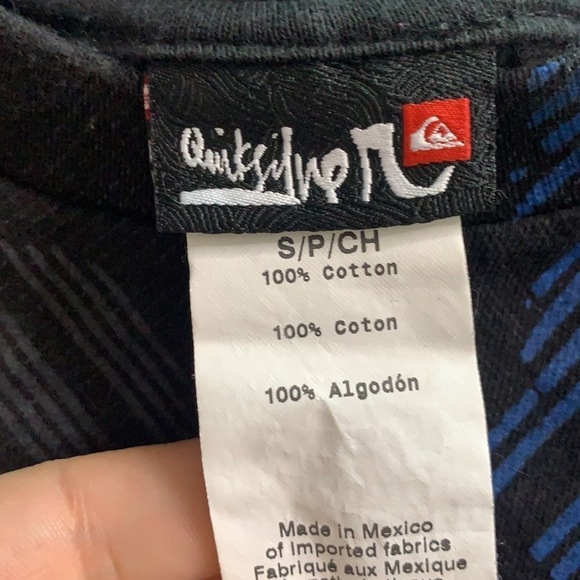 Quiksilver
S/P/CH
100% Cotton
100% Coton
100% Algodón
Made in Mexico
of imported fabrics
Fabriqué aux Mexique